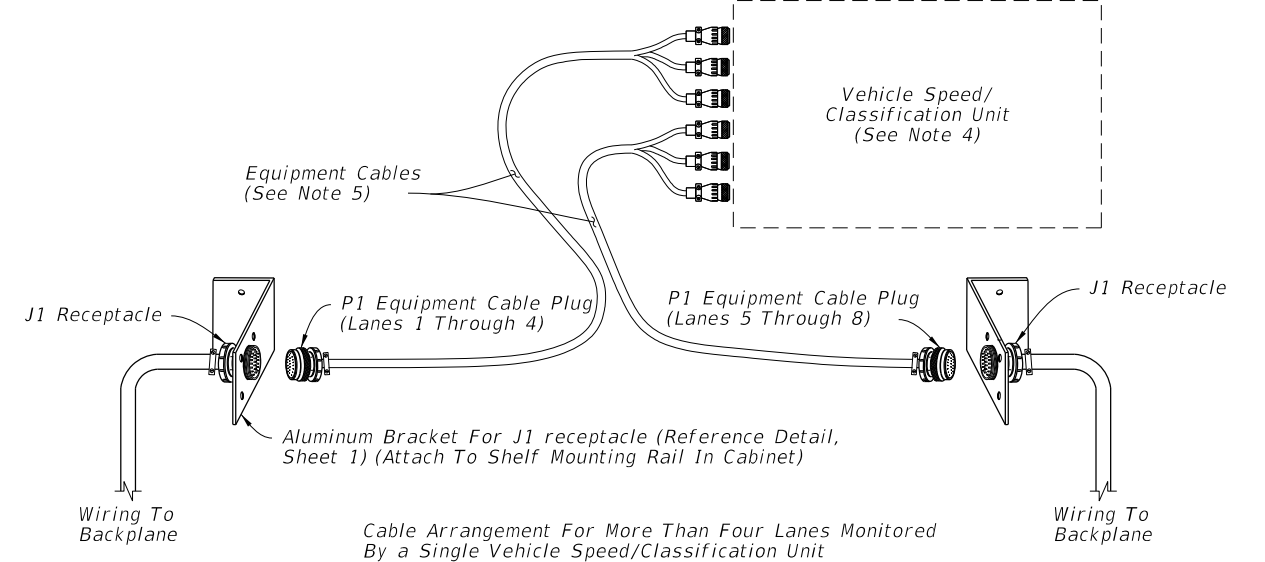 Vehicle Speed/
Classification Unit
(See Note 4)
Equipment Cables
(See Note 5)
J1 Receptacle
P1 Equipment Cable Plug
(Lanes 1 Through 4)
P1 Equipment Cable Plug
(Lanes 5 Through 8)
J1 Receptacle
Aluminum Bracket For J1 receptacle (Reference Detail,
Sheet 1) (Attach To Shelf Mounting Rail In Cabinet)
Wiring To
Backplane
Wiring To
Backplane
Cable Arrangement For More Than Four Lanes Monitored
By a Single Vehicle Speed/Classification Unit